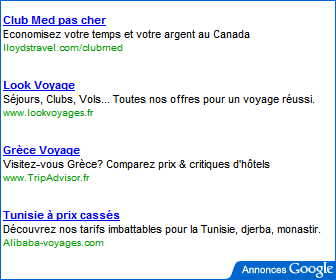 Club Med pas cher
Economisez votre temps et votre argent au Canada
lloydstravel.com/clubmed
Look Voyage
Séjours, Clubs, Vols... Toutes nos offres pour un voyage réussi.
www.lookvoyages.fr
Grèce Voyage
Visitez-vous Grèce? Comparez prix & critiques d'hôtels
www.TripAdvisor.fr
Tunisie à prix cassés
Découvrez nos tarifs imbattables pour la Tunisie, djerba, monastir.
Alibaba-voyages.com
Annonces Google